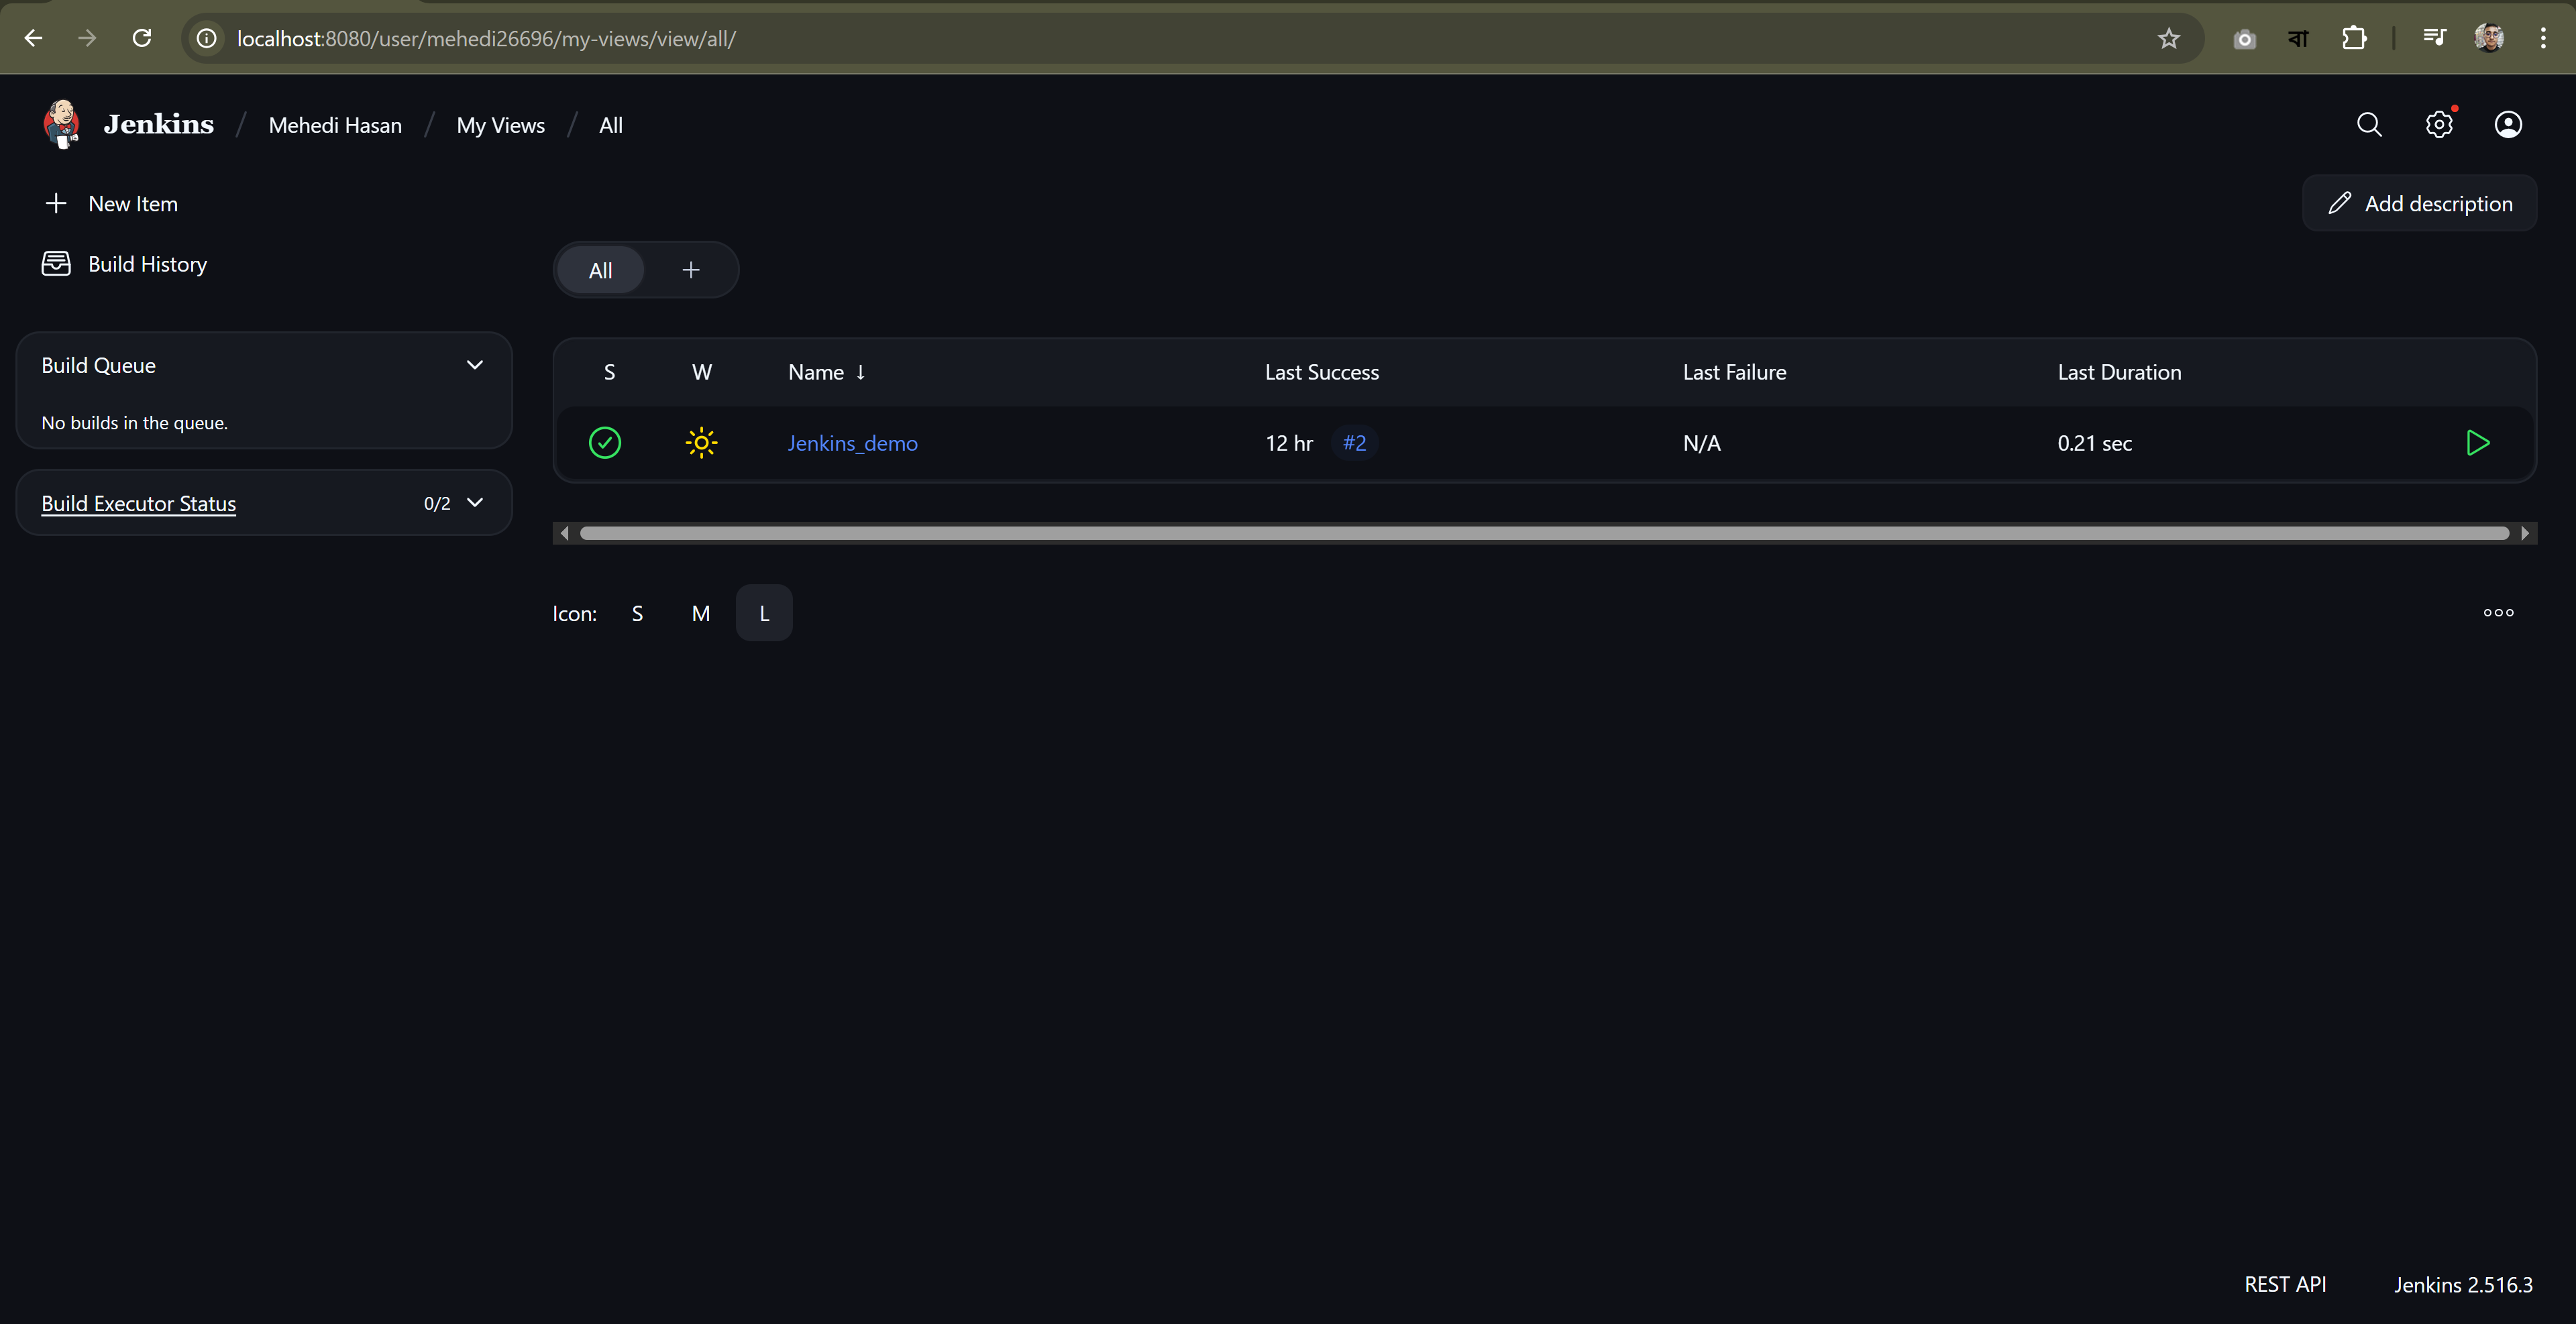 localhost:8080/user/mehedi26696/my-views/view/all/
বা
Jenkins / Mehedi Hasan / My Views / All
New Item
Add description
Build History
All +
Build Queue
No builds in the queue.
Build Executor Status 0/2
S W Name ↓ Last Success Last Failure Last Duration
Jenkins_demo 12 hr #2 N/A 0.21 sec
Icon: S M L
REST API Jenkins 2.516.3